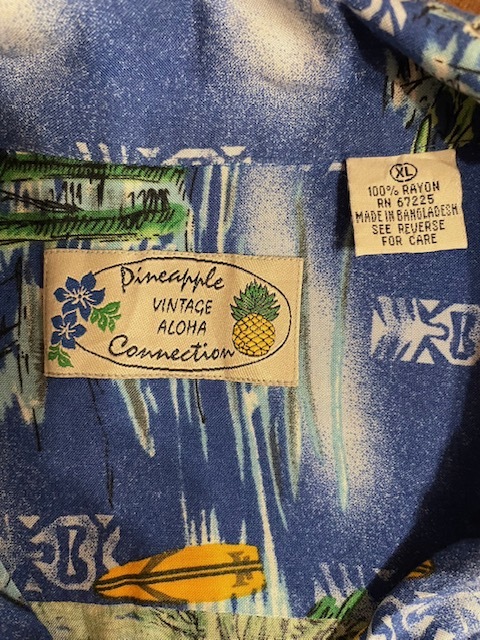 XL
100% RAYON
RN 67225
MADE IN BANGLADESH
SEE REVERSE
FOR CARE
Pineapple
VINTAGE
ALOHA
Connection